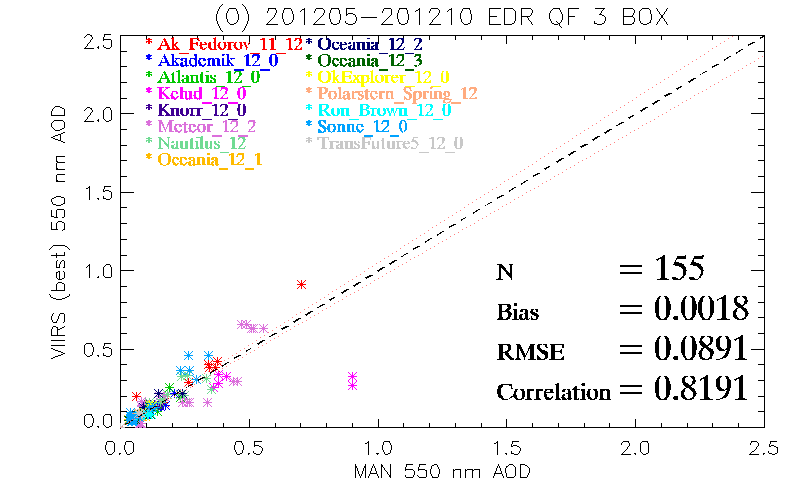 (O) 201205-201210 EDR QF 3 BOX
2.5
2.0
1.5
1.0
0.5
0.0
VIIRS (best) 550 nm AOD
* Ak_Fedorov_11_12
* Akademik_12_0
* Atlantis_12_0
* Kelud_12_0
* Knorr_12_0
* Meteor_12_2
* Nautilus_12
* Oceania_12_1
* Oceania_12_2
* Oceania_12_3
* OkExplorer_12_0
* Polarstern_Spring_12
* Ron_Brown_12_0
* Sonne_12_0
* TransFuture5_12_0
N = 155
Bias = 0.0018
RMSE = 0.0891
Correlation = 0.8191
0.0 0.5 1.0 1.5 2.0 2.5
MAN 550 nm AOD